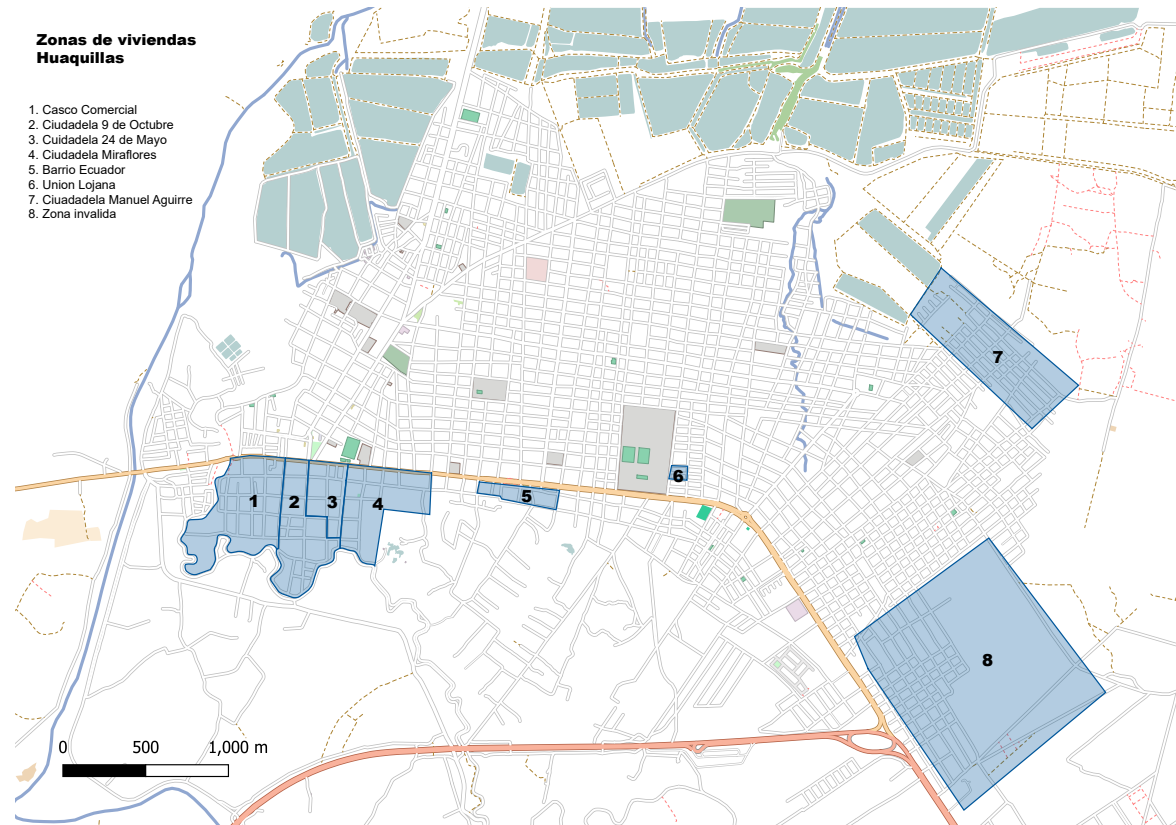 Zonas de viviendas
Huaquillas
1. Casco Comercial
2. Ciudadela 9 de Octubre
3. Cuidadela 24 de Mayo
4. Ciudadela Miraflores
5. Barrio Ecuador
6. Union Lojana
7. Ciuadadela Manuel Aguirre
8. Zona invalida
7
6
5
1
2
3
4
8
0 500 1,000 m